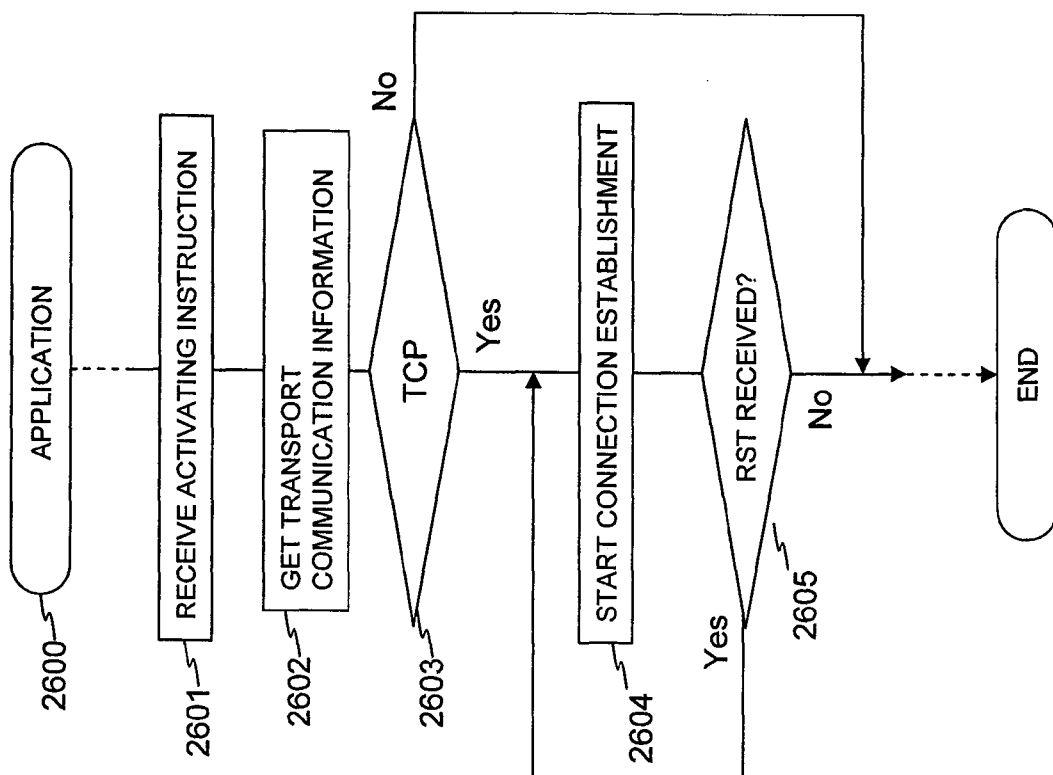 APPLICATION
2600
RECEIVE ACTIVATING INSTRUCTION
2601
GET TRANSPORT
COMMUNICATION INFORMATION
2602
TCP
2603
No
Yes
START CONNECTION ESTABLISHMENT
2604
RST RECEIVED?
2605
Yes
No
END